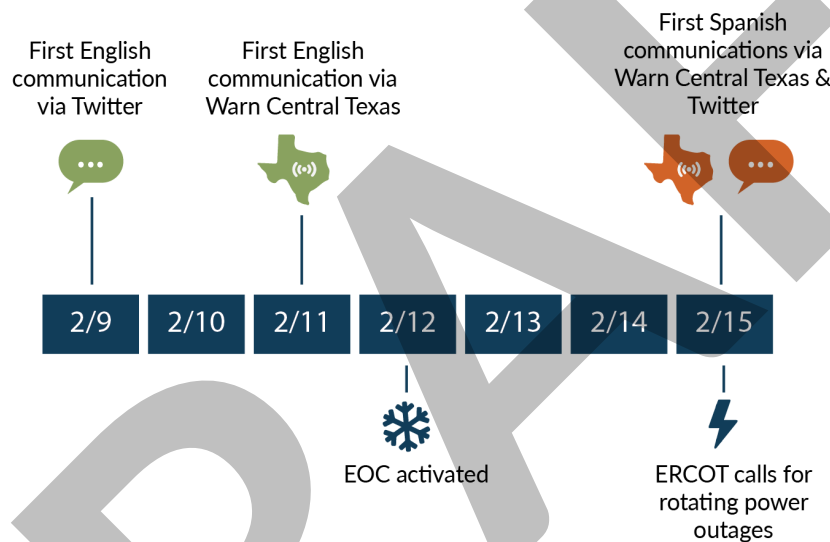 First English
communication
via Twitter
First English
communication via
Warn Central Texas
First Spanish
communications via
Warn Central Texas &
Twitter
2/9
2/10
2/11
2/12
2/13
2/14
2/15
EOC activated
ERCOT calls for
rotating power
outages